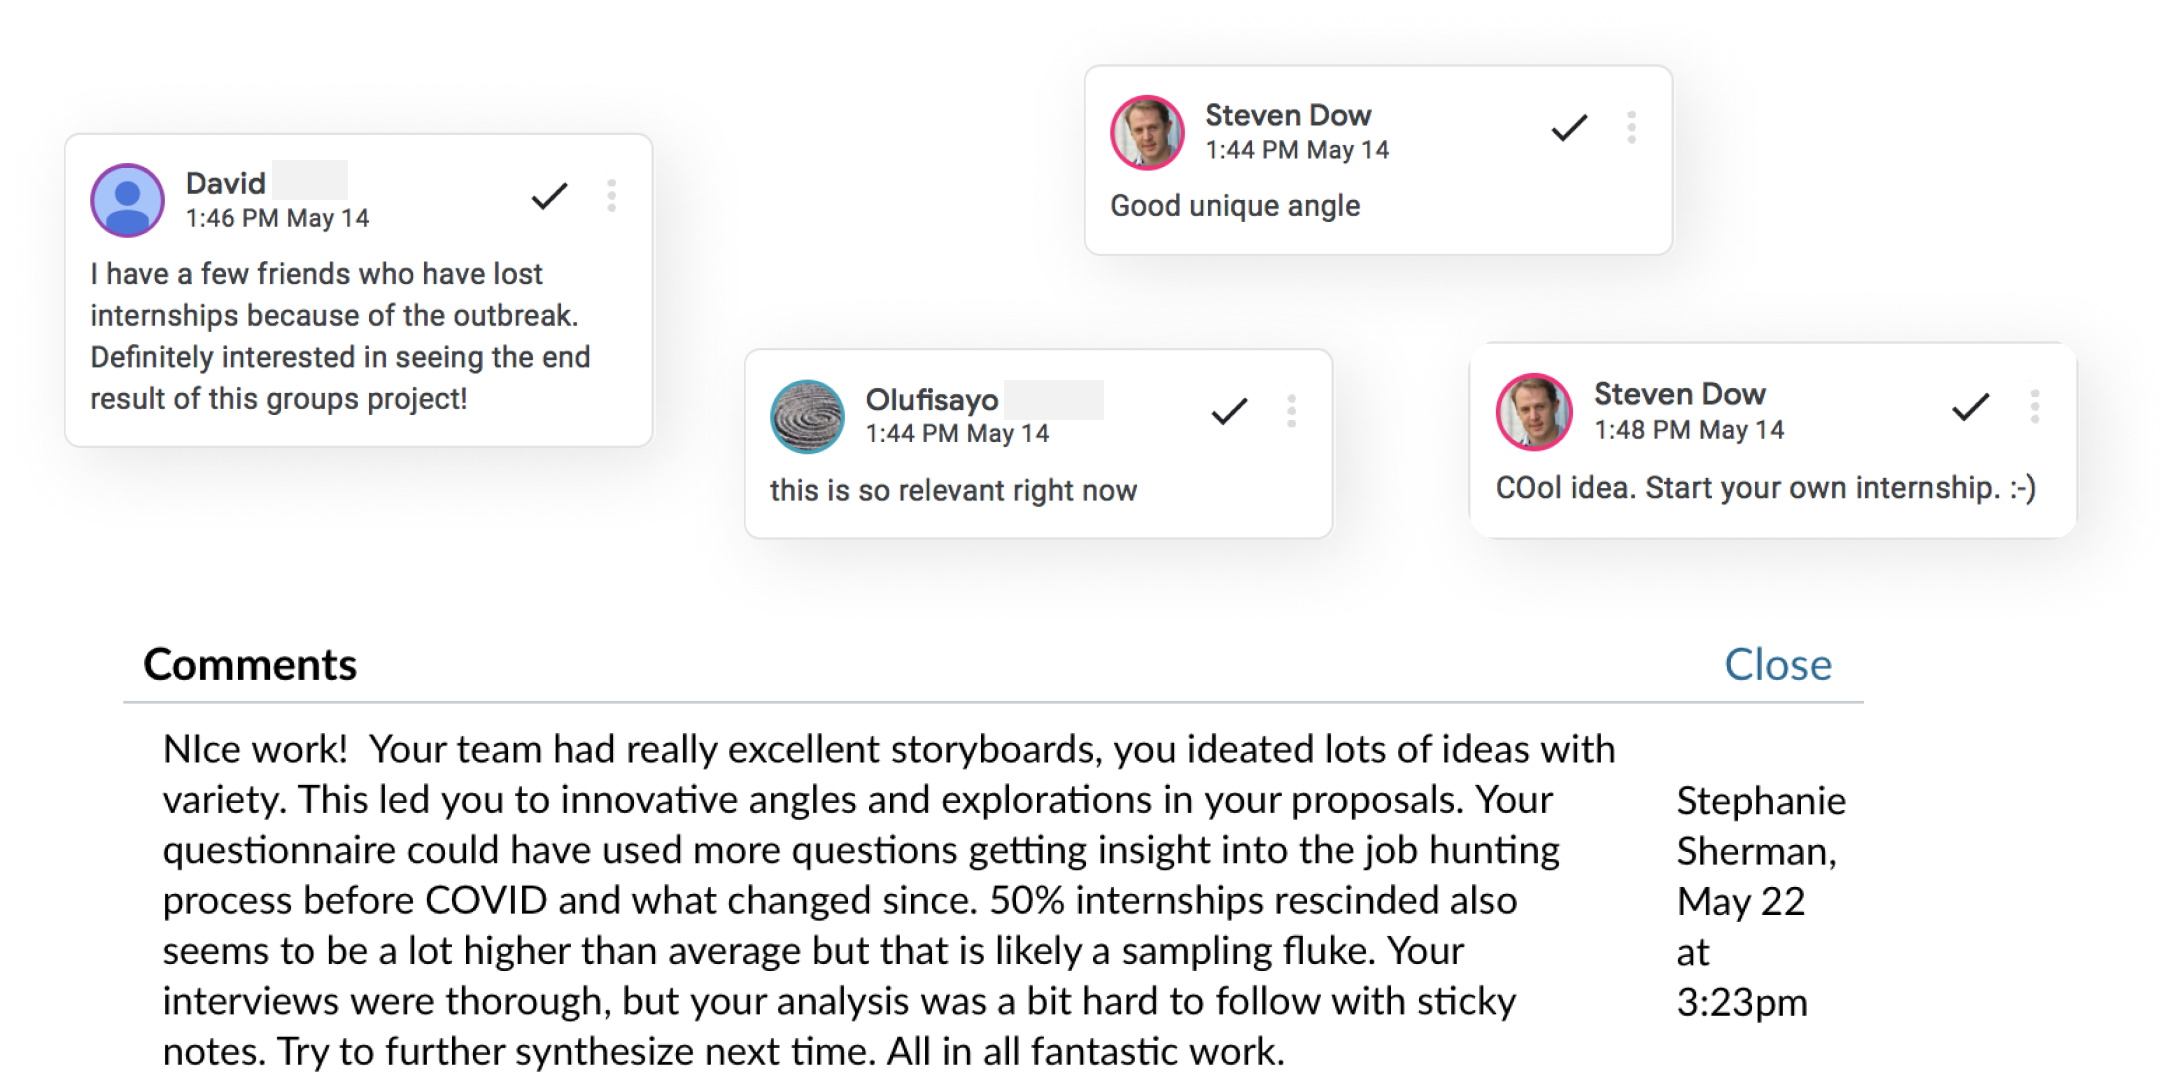 David
1:46 PM May 14
I have a few friends who have lost
internships because of the outbreak.
Definitely interested in seeing the end
result of this groups project!
Steven Dow
1:44 PM May 14
Good unique angle
Olufisayo
1:44 PM May 14
this is so relevant right now
Steven Dow
1:48 PM May 14
COol idea. Start your own internship. :-)
Comments
Close
NIce work!  Your team had really excellent storyboards, you ideated lots of ideas with
variety. This led you to innovative angles and explorations in your proposals. Your
questionnaire could have used more questions getting insight into the job hunting
process before COVID and what changed since. 50% internships rescinded also
seems to be a lot higher than average but that is likely a sampling fluke. Your
interviews were thorough, but your analysis was a bit hard to follow with sticky
notes. Try to further synthesize next time. All in all fantastic work.
Stephanie
Sherman,
May 22
at
3:23pm